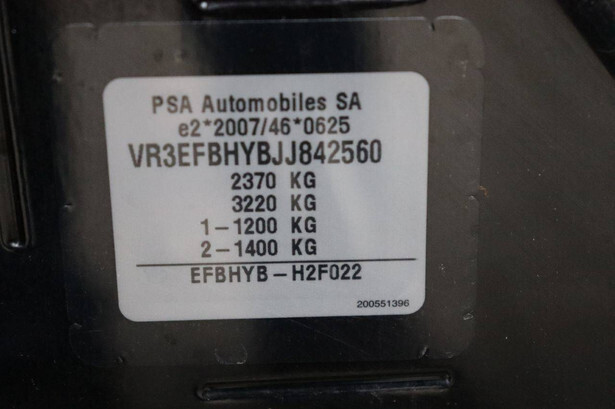 PSA Automobiles SA
e2*2007/46*0625
VR3EFBHYBJJ842560
2370 KG
3220 KG
1-1200 KG
2-1400 KG
EFBHYB-H2F022
200551396